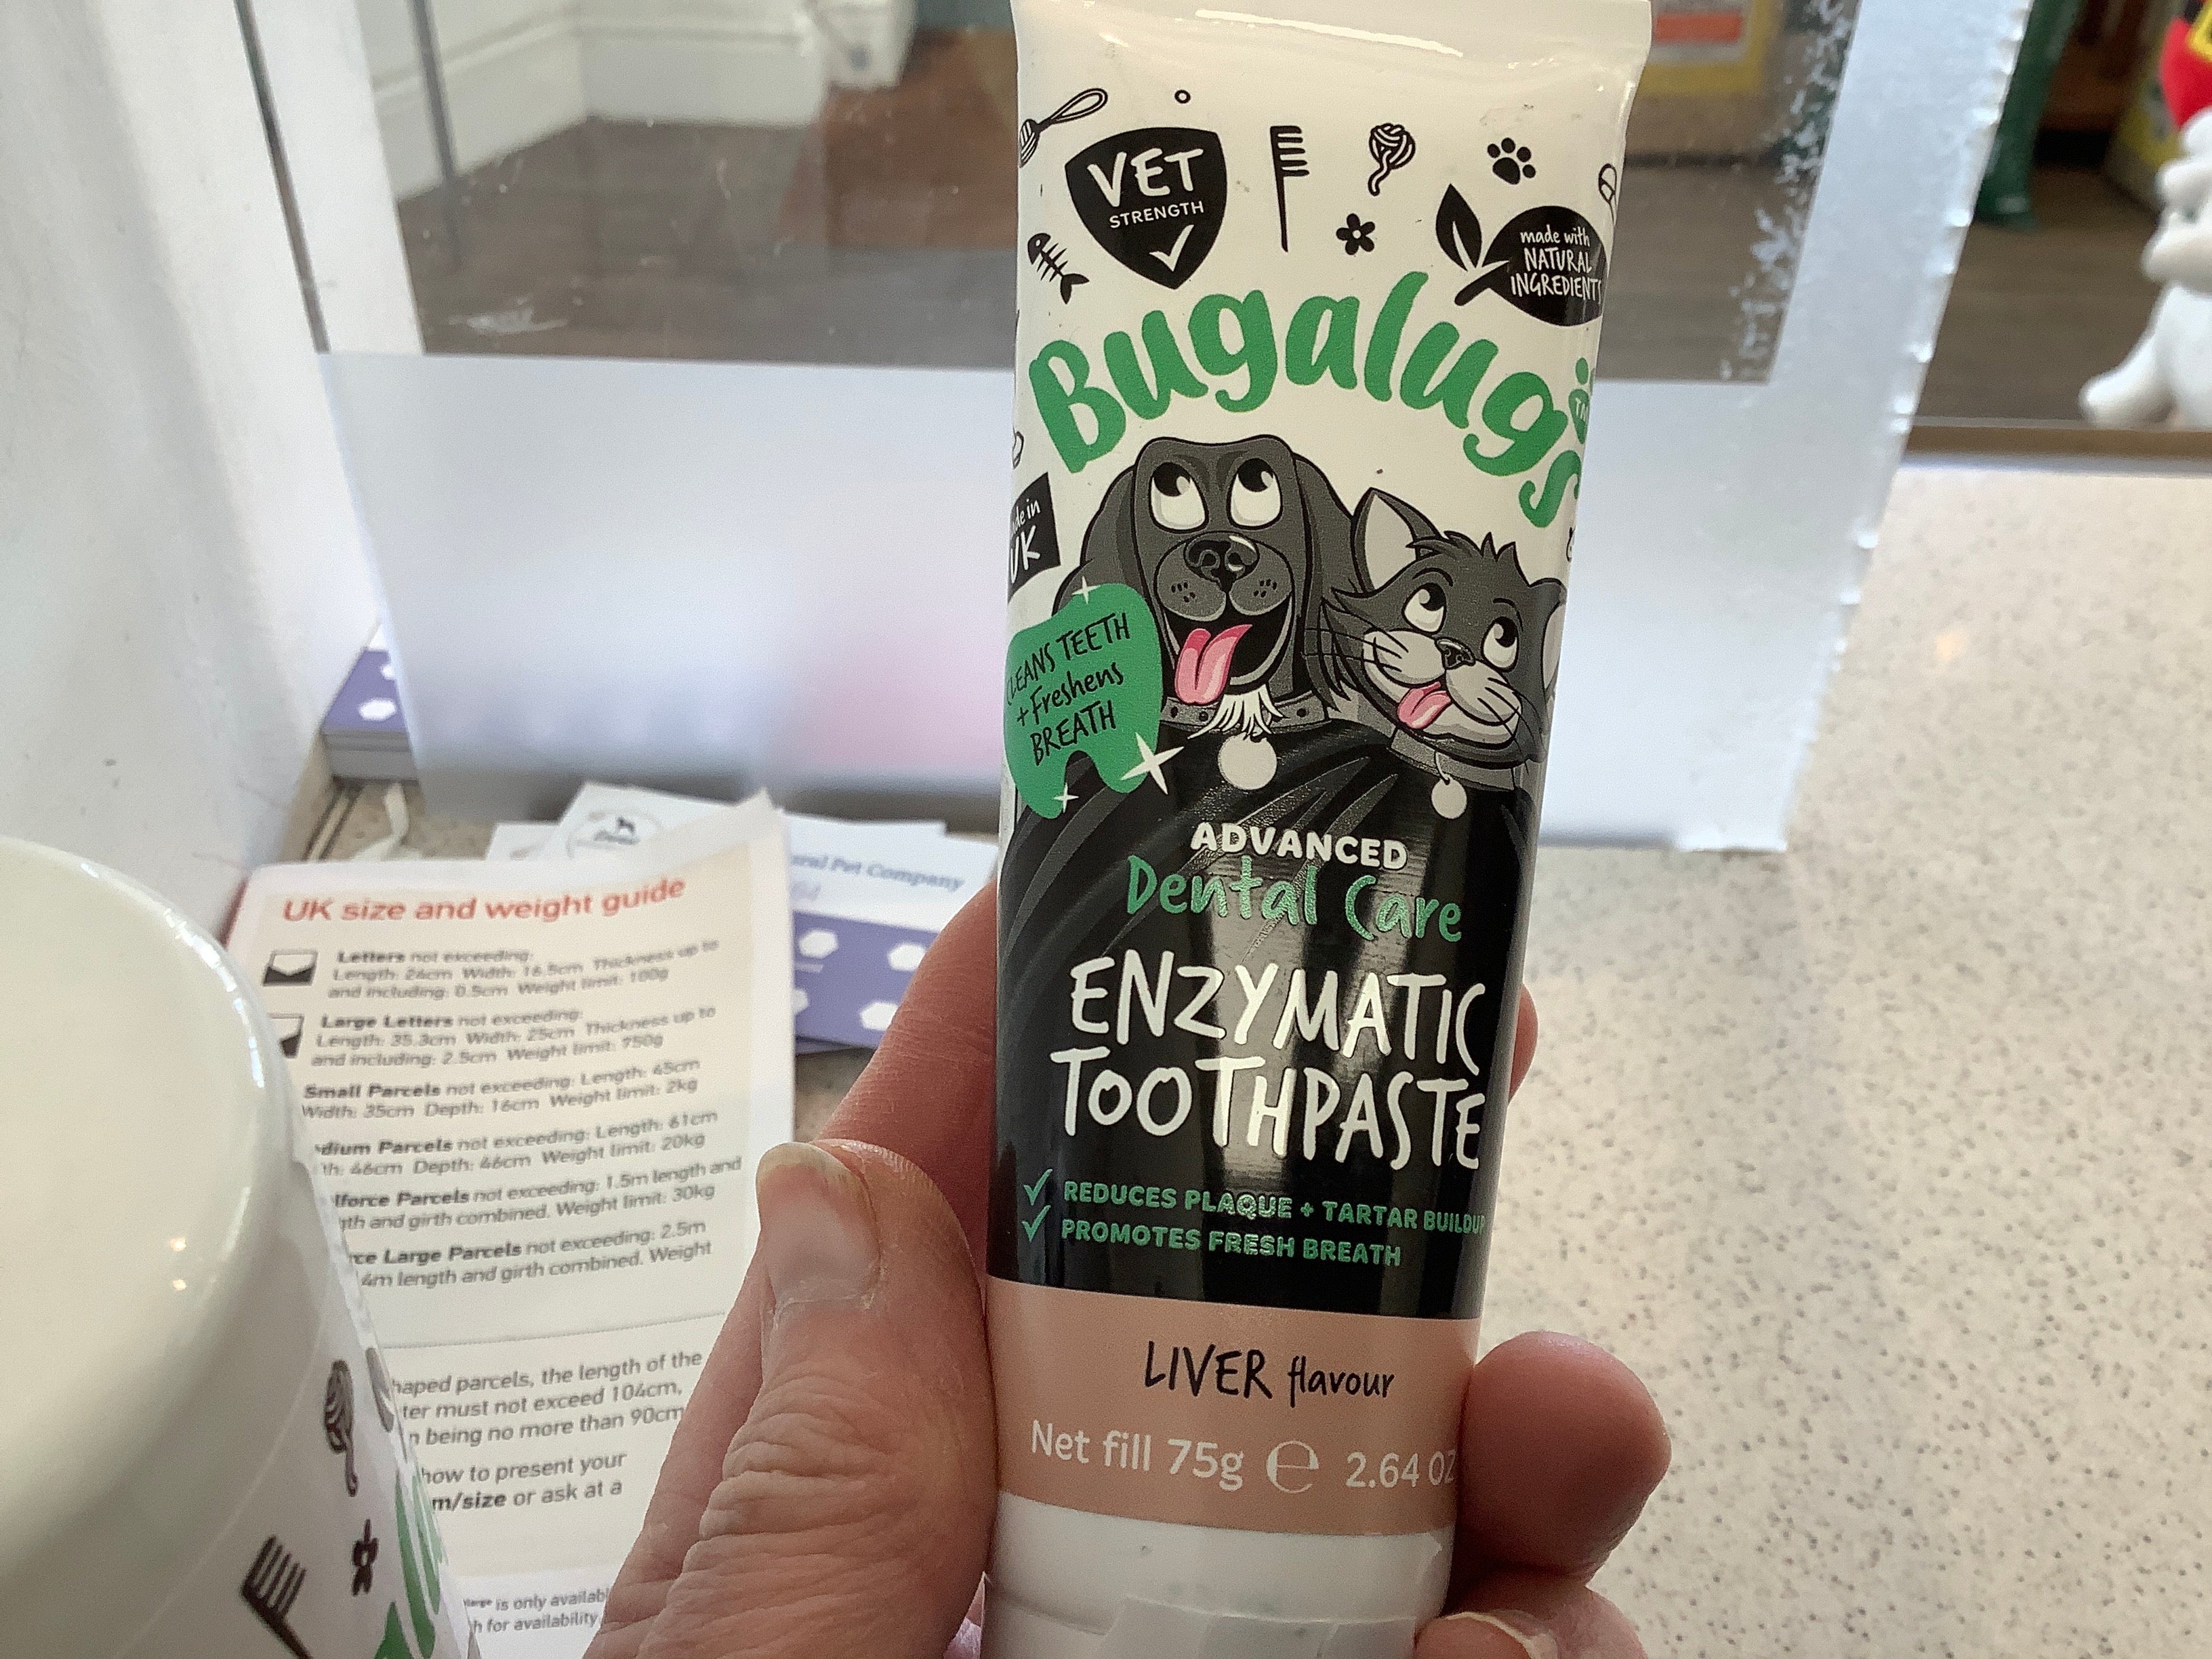 VET
STRENGTH
made with
NATURAL
INGREDIENTS
Bugalugs
TM
UK
CLEANS TEETH
+ Freshens
BREATH
ADVANCED
Dental Care
ENZYMATIC
TOOTHPASTE
REDUCES PLAQUE + TARTAR BUILDUP
PROMOTES FRESH BREATH
LIVER flavour
Net fill 75g e 2.64 OZ
Pet Company
UK size and weight guide
Letters not exceeding:
Length: 24cm Width: 16.5cm Thickness up to
and including: 0.5cm Weight limit: 100g
Large Letters not exceeding:
Length: 35.3cm Width: 25cm Thickness up to
and including: 2.5cm Weight limit: 750g
Small Parcels not exceeding: Length: 45cm
Width: 35cm Depth: 16cm Weight limit: 2kg
Parcels not exceeding: Length: 61cm
46cm Depth: 46cm Weight limit: 20kg
Parcels not exceeding: 1.5m length and
and girth combined. Weight limit: 30kg
Large Parcels not exceeding: 2.5m
4m length and girth combined. Weight
parcels, the length of the
must not exceed 104cm,
being no more than 90cm
how to present your
m/size or ask at a
is only
for availability